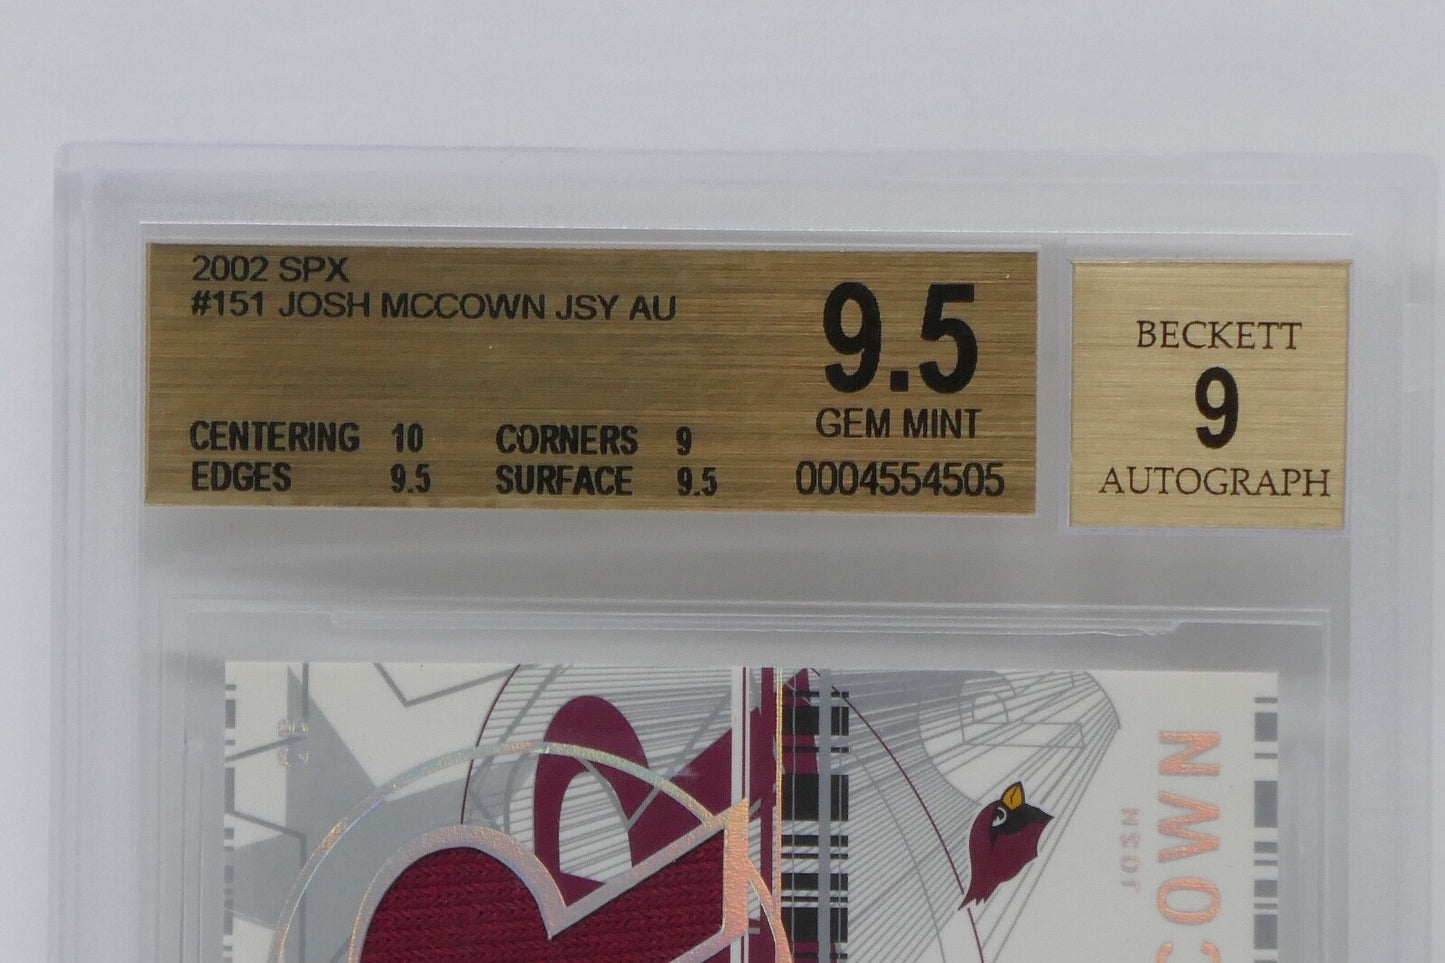 2002 SPX
#151 JOSH MCCOWN JSY AU
9.5
GEM MINT
CENTERING 10 CORNERS 9
EDGES 9.5 SURFACE 9.5
0004554505
BECKETT
9
AUTOGRAPH
JOSH
COWN